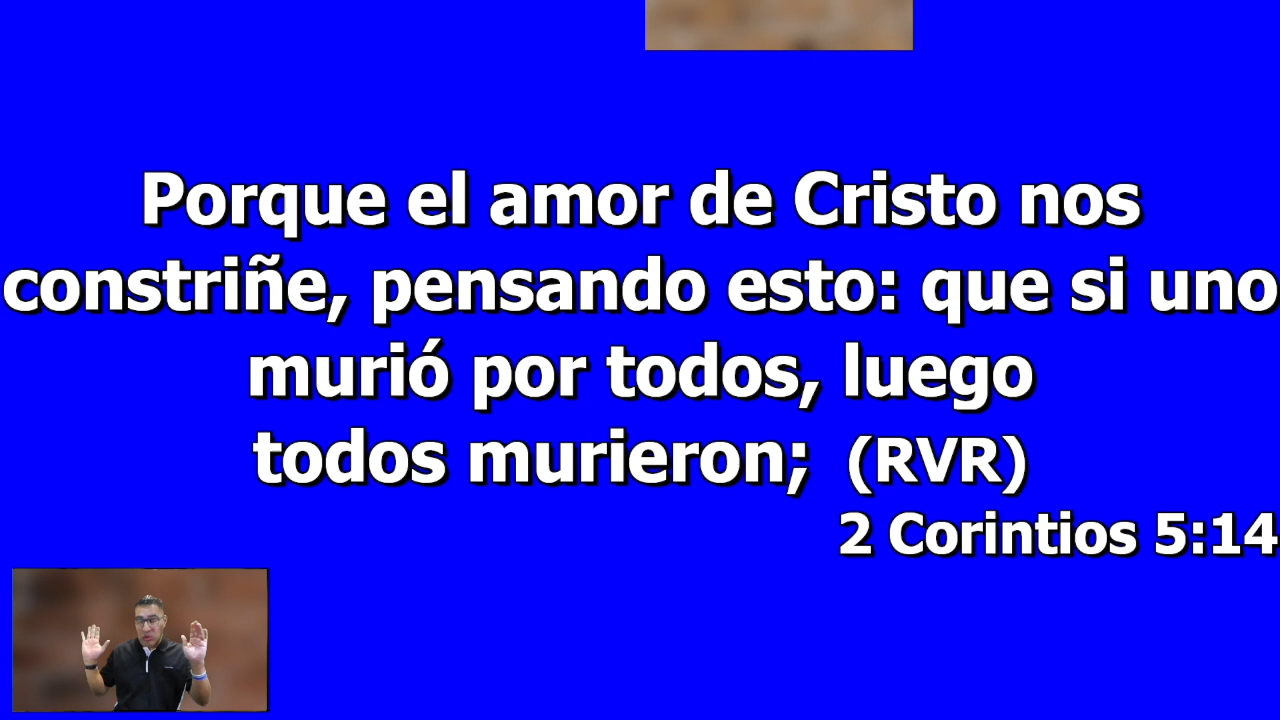 Porque el amor de Cristo nos
constriñe, pensando esto: que si uno
murió por todos, luego
todos murieron; (RVR)
2 Corintios 5:14